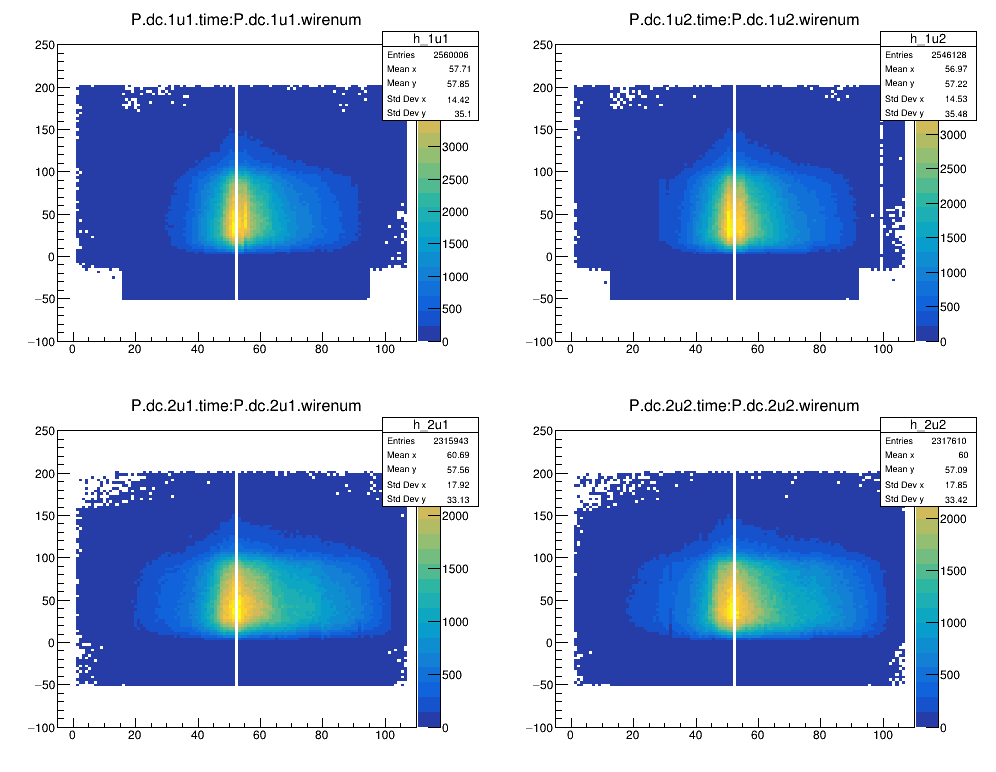 P.dc.1u1.time:P.dc.1u1.wirenum
h_1u1
Entries 2560006
Mean x 57.71
Mean y 57.85
Std Dev x 14.42
Std Dev y 35.1
250
200
150
100
50
0
−50
−100
0 20 40 60 80 100
3000
2500
2000
1500
1000
500
0
P.dc.1u2.time:P.dc.1u2.wirenum
h_1u2
Entries 2546128
Mean x 56.97
Mean y 57.22
Std Dev x 14.53
Std Dev y 35.48
250
200
150
100
50
0
−50
−100
0 20 40 60 80 100
3000
2500
2000
1500
1000
500
0
P.dc.2u1.time:P.dc.2u1.wirenum
h_2u1
Entries 2315943
Mean x 60.69
Mean y 57.56
Std Dev x 17.92
Std Dev y 33.13
250
200
150
100
50
0
−50
−100
0 20 40 60 80 100
2000
1500
1000
500
0
P.dc.2u2.time:P.dc.2u2.wirenum
h_2u2
Entries 2317610
Mean x 60
Mean y 57.09
Std Dev x 17.85
Std Dev y 33.42
250
200
150
100
50
0
−50
−100
0 20 40 60 80 100
2000
1500
1000
500
0